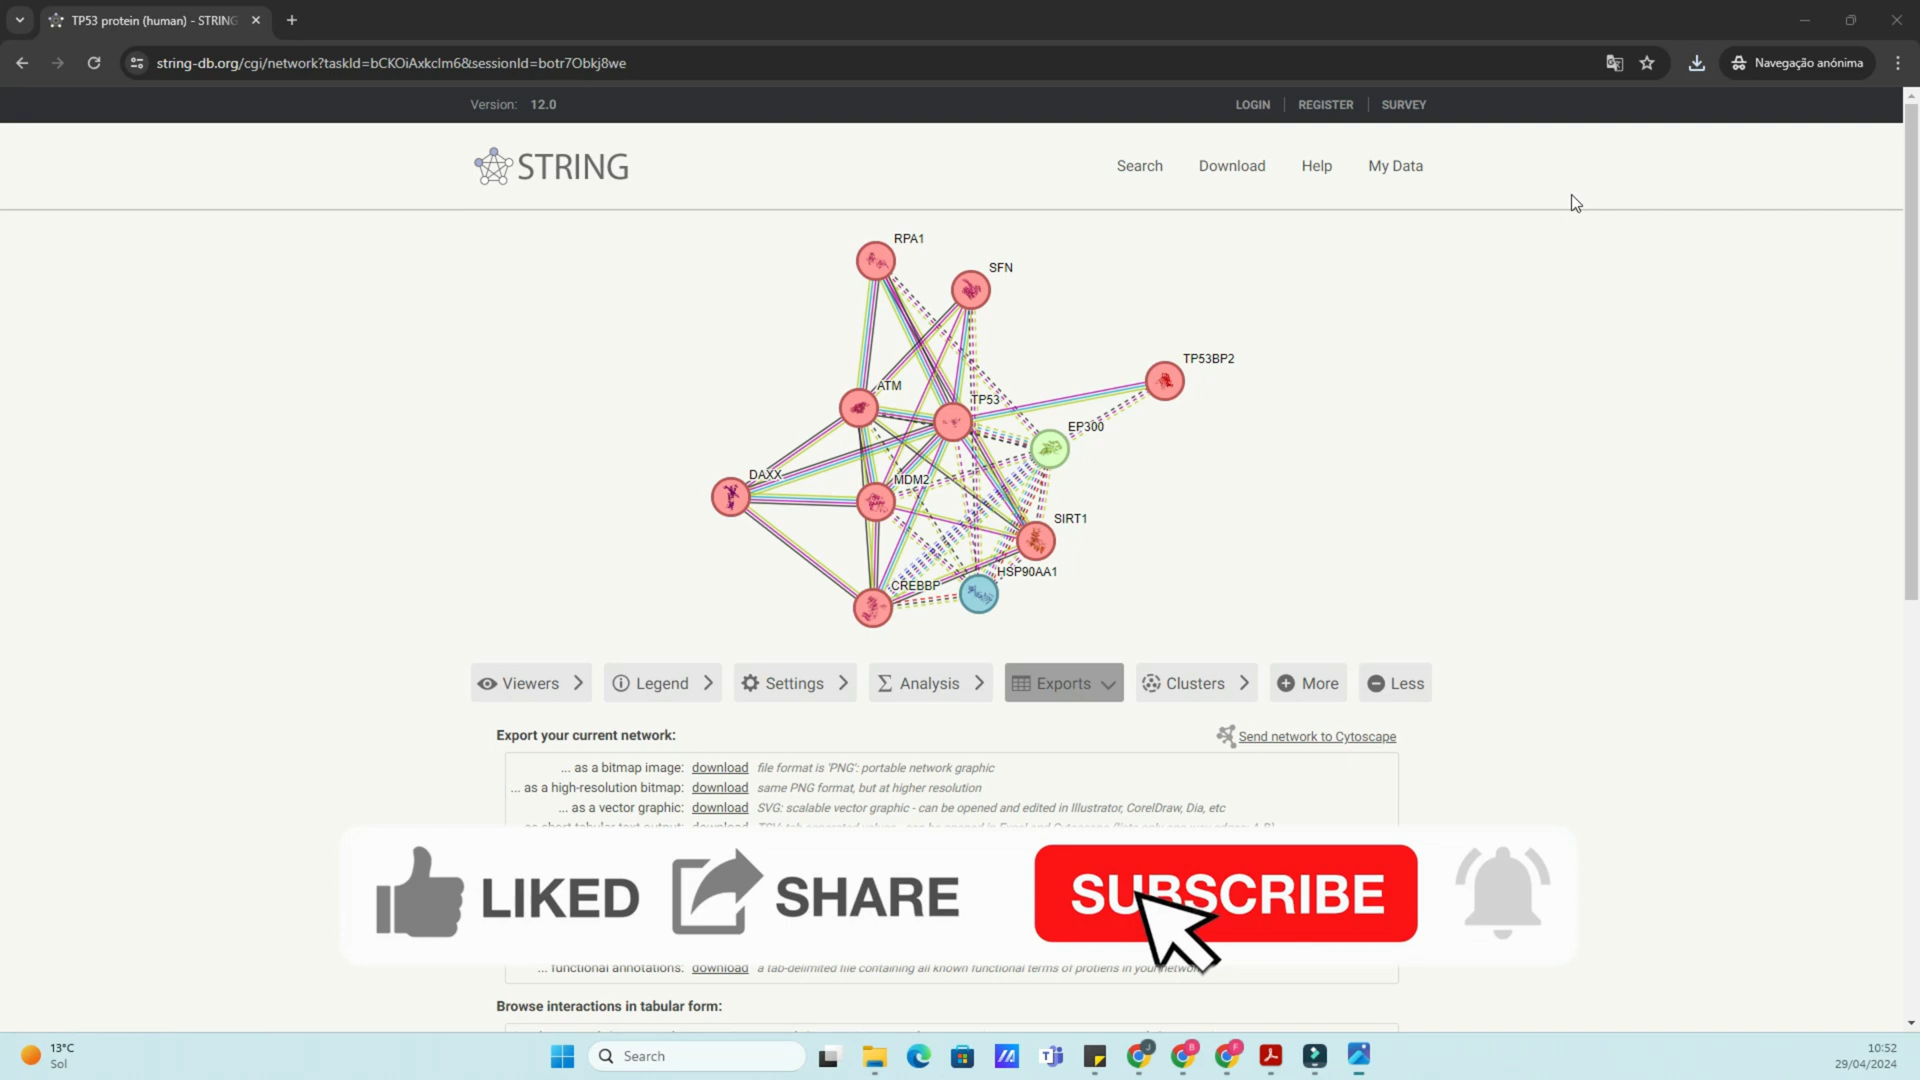 TP53 protein (human) - STRING
string-db.org/cgi/network?taskId=bCKOiAxkclm6&sessionId=botr7Obkj8we
Navegação anónima
Version: 12.0
LOGIN
REGISTER
SURVEY
STRING
Search
Download
Help
My Data
RPA1
SFN
TP53BP2
ATM
TP53
EP300
DAXX
MDM2
SIRT1
HSP90AA1
CREBBP
Viewers
Legend
Settings
Analysis
Exports
Clusters
More
Less
Export your current network:
Send network to Cytoscape
... as a bitmap image: download file format is 'PNG': portable network graphic
... as a high-resolution bitmap: download same PNG format, but at higher resolution
... as a vector graphic: download SVG: scalable vector graphic - can be opened and edited in Illustrator, CorelDraw, Dia, etc
LIKED
SHARE
SUBSCRIBE
... functional annotations: download a tab-delimited file containing all known functional terms of protiens in your network
Browse interactions in tabular form:
13°C
Sol
Search
10:52
29/04/2024